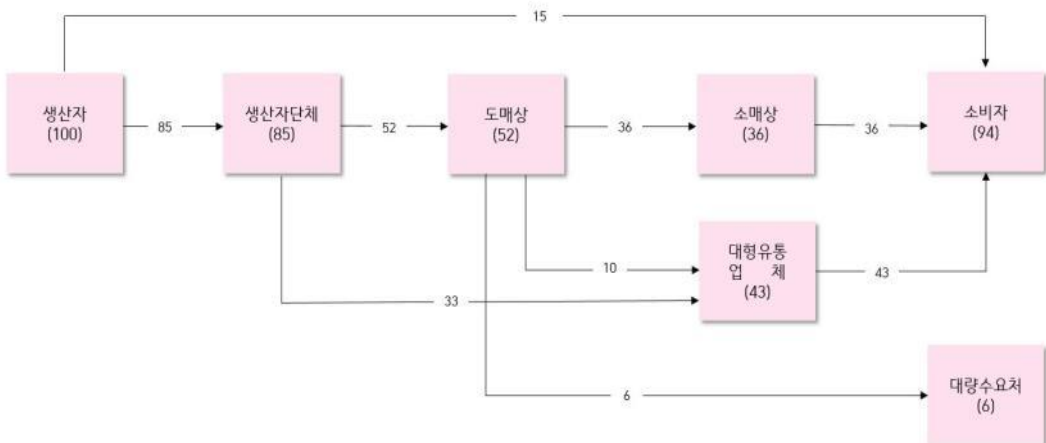 15
생산자
(100)
85
생산자단체
(85)
52
도매상
(52)
36
소매상
(36)
36
소비자
(94)
10
대형유통
업 체
(43)
43
33
6
대량수요처
(6)